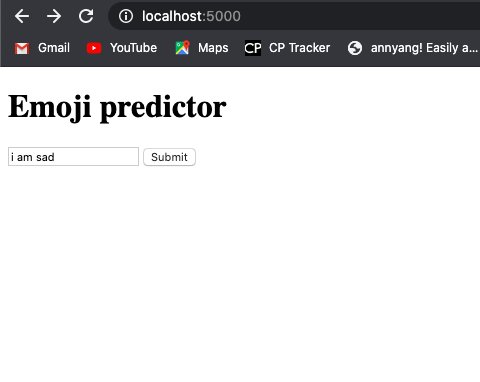 localhost:5000
Gmail YouTube Maps CP CP Tracker annyang! Easily a...
Emoji predictor
i am sad Submit